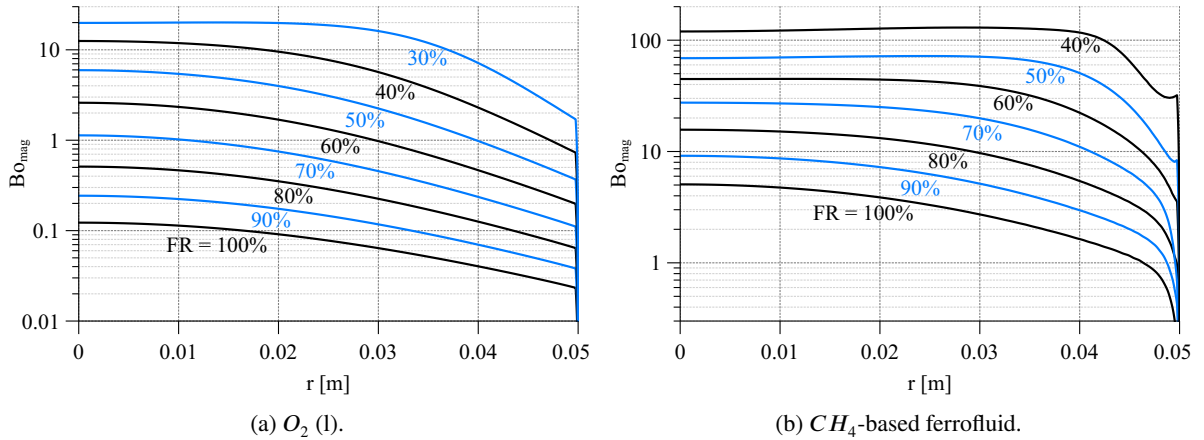 10
1
0.1
0.01
Bo_mag
30%
40%
50%
60%
70%
80%
90%
FR = 100%
0 0.01 0.02 0.03 0.04 0.05
r [m]
(a) O₂ (l).
100
10
1
Bo_mag
40%
50%
60%
70%
80%
90%
FR = 100%
0 0.01 0.02 0.03 0.04 0.05
r [m]
(b) CH₄-based ferrofluid.